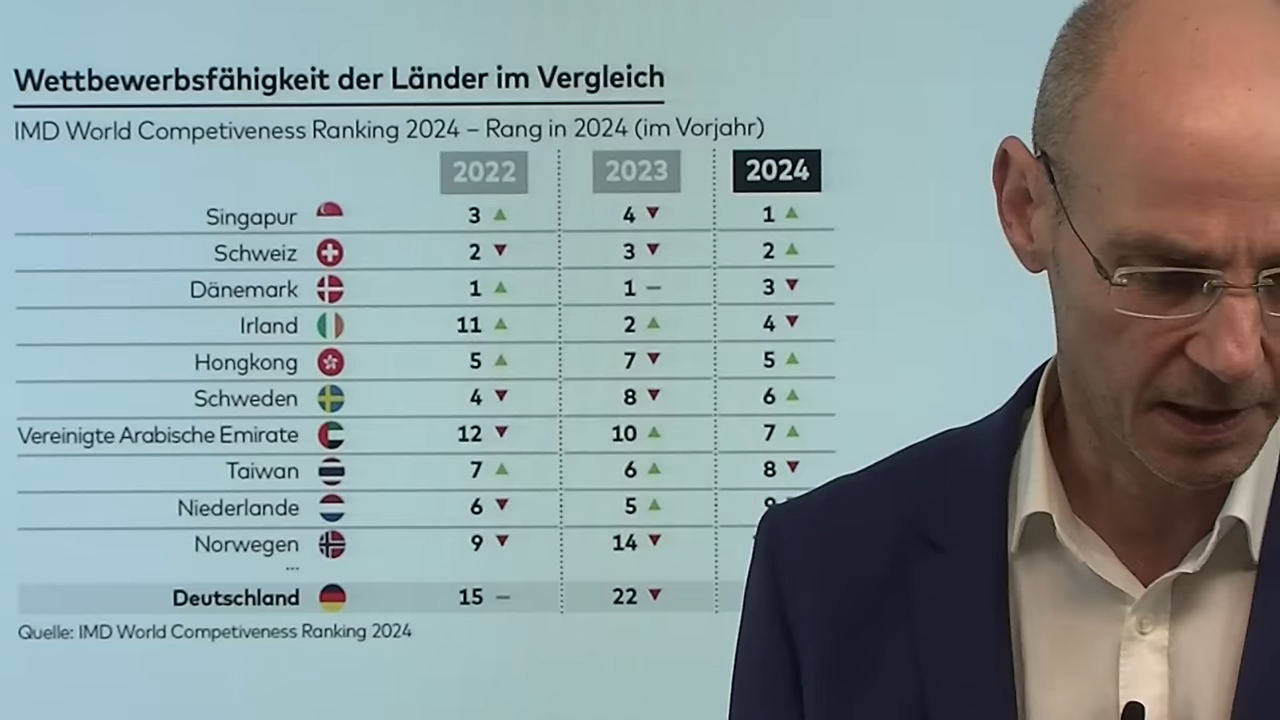 Wettbewerbsfähigkeit der Länder im Vergleich
IMD World Competiveness Ranking 2024 – Rang in 2024 (im Vorjahr)
2022 2023 2024
Singapur 3 ▲ 4 ▼ 1 ▲
Schweiz 2 ▼ 3 ▼ 2 ▲
Dänemark 1 ▲ 1 – 3 ▼
Irland 11 ▲ 2 ▲ 4 ▼
Hongkong 5 ▲ 7 ▼ 5 ▲
Schweden 4 ▼ 8 ▼ 6 ▲
Vereinigte Arabische Emirate 12 ▼ 10 ▲ 7 ▲
Taiwan 7 ▲ 6 ▲ 8 ▼
Niederlande 6 ▼ 5 ▲
Norwegen 9 ▼ 14 ▼
...
Deutschland 15 – 22 ▼
Quelle: IMD World Competiveness Ranking 2024